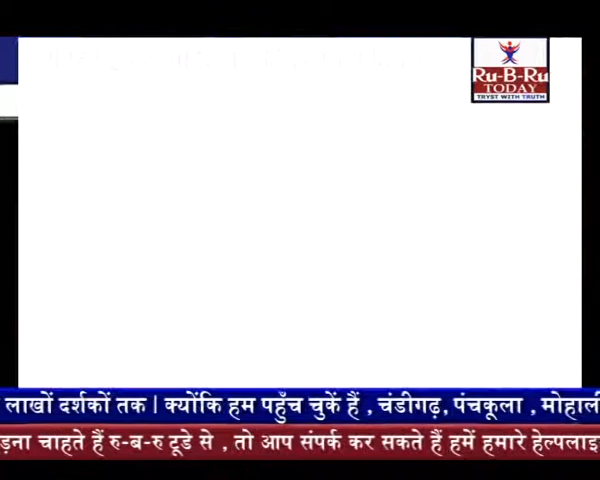 Ru-B-Ru
TODAY
TRYST WITH TRUTH
लाखों दर्शकों तक | क्योंकि हम पहुँच चुकें हैं , चंडीगढ़, पंचकूला , मोहाली
चाहते हैं रु-ब-रु टूडे से , तो आप संपर्क कर सकते हैं हमें हमारे